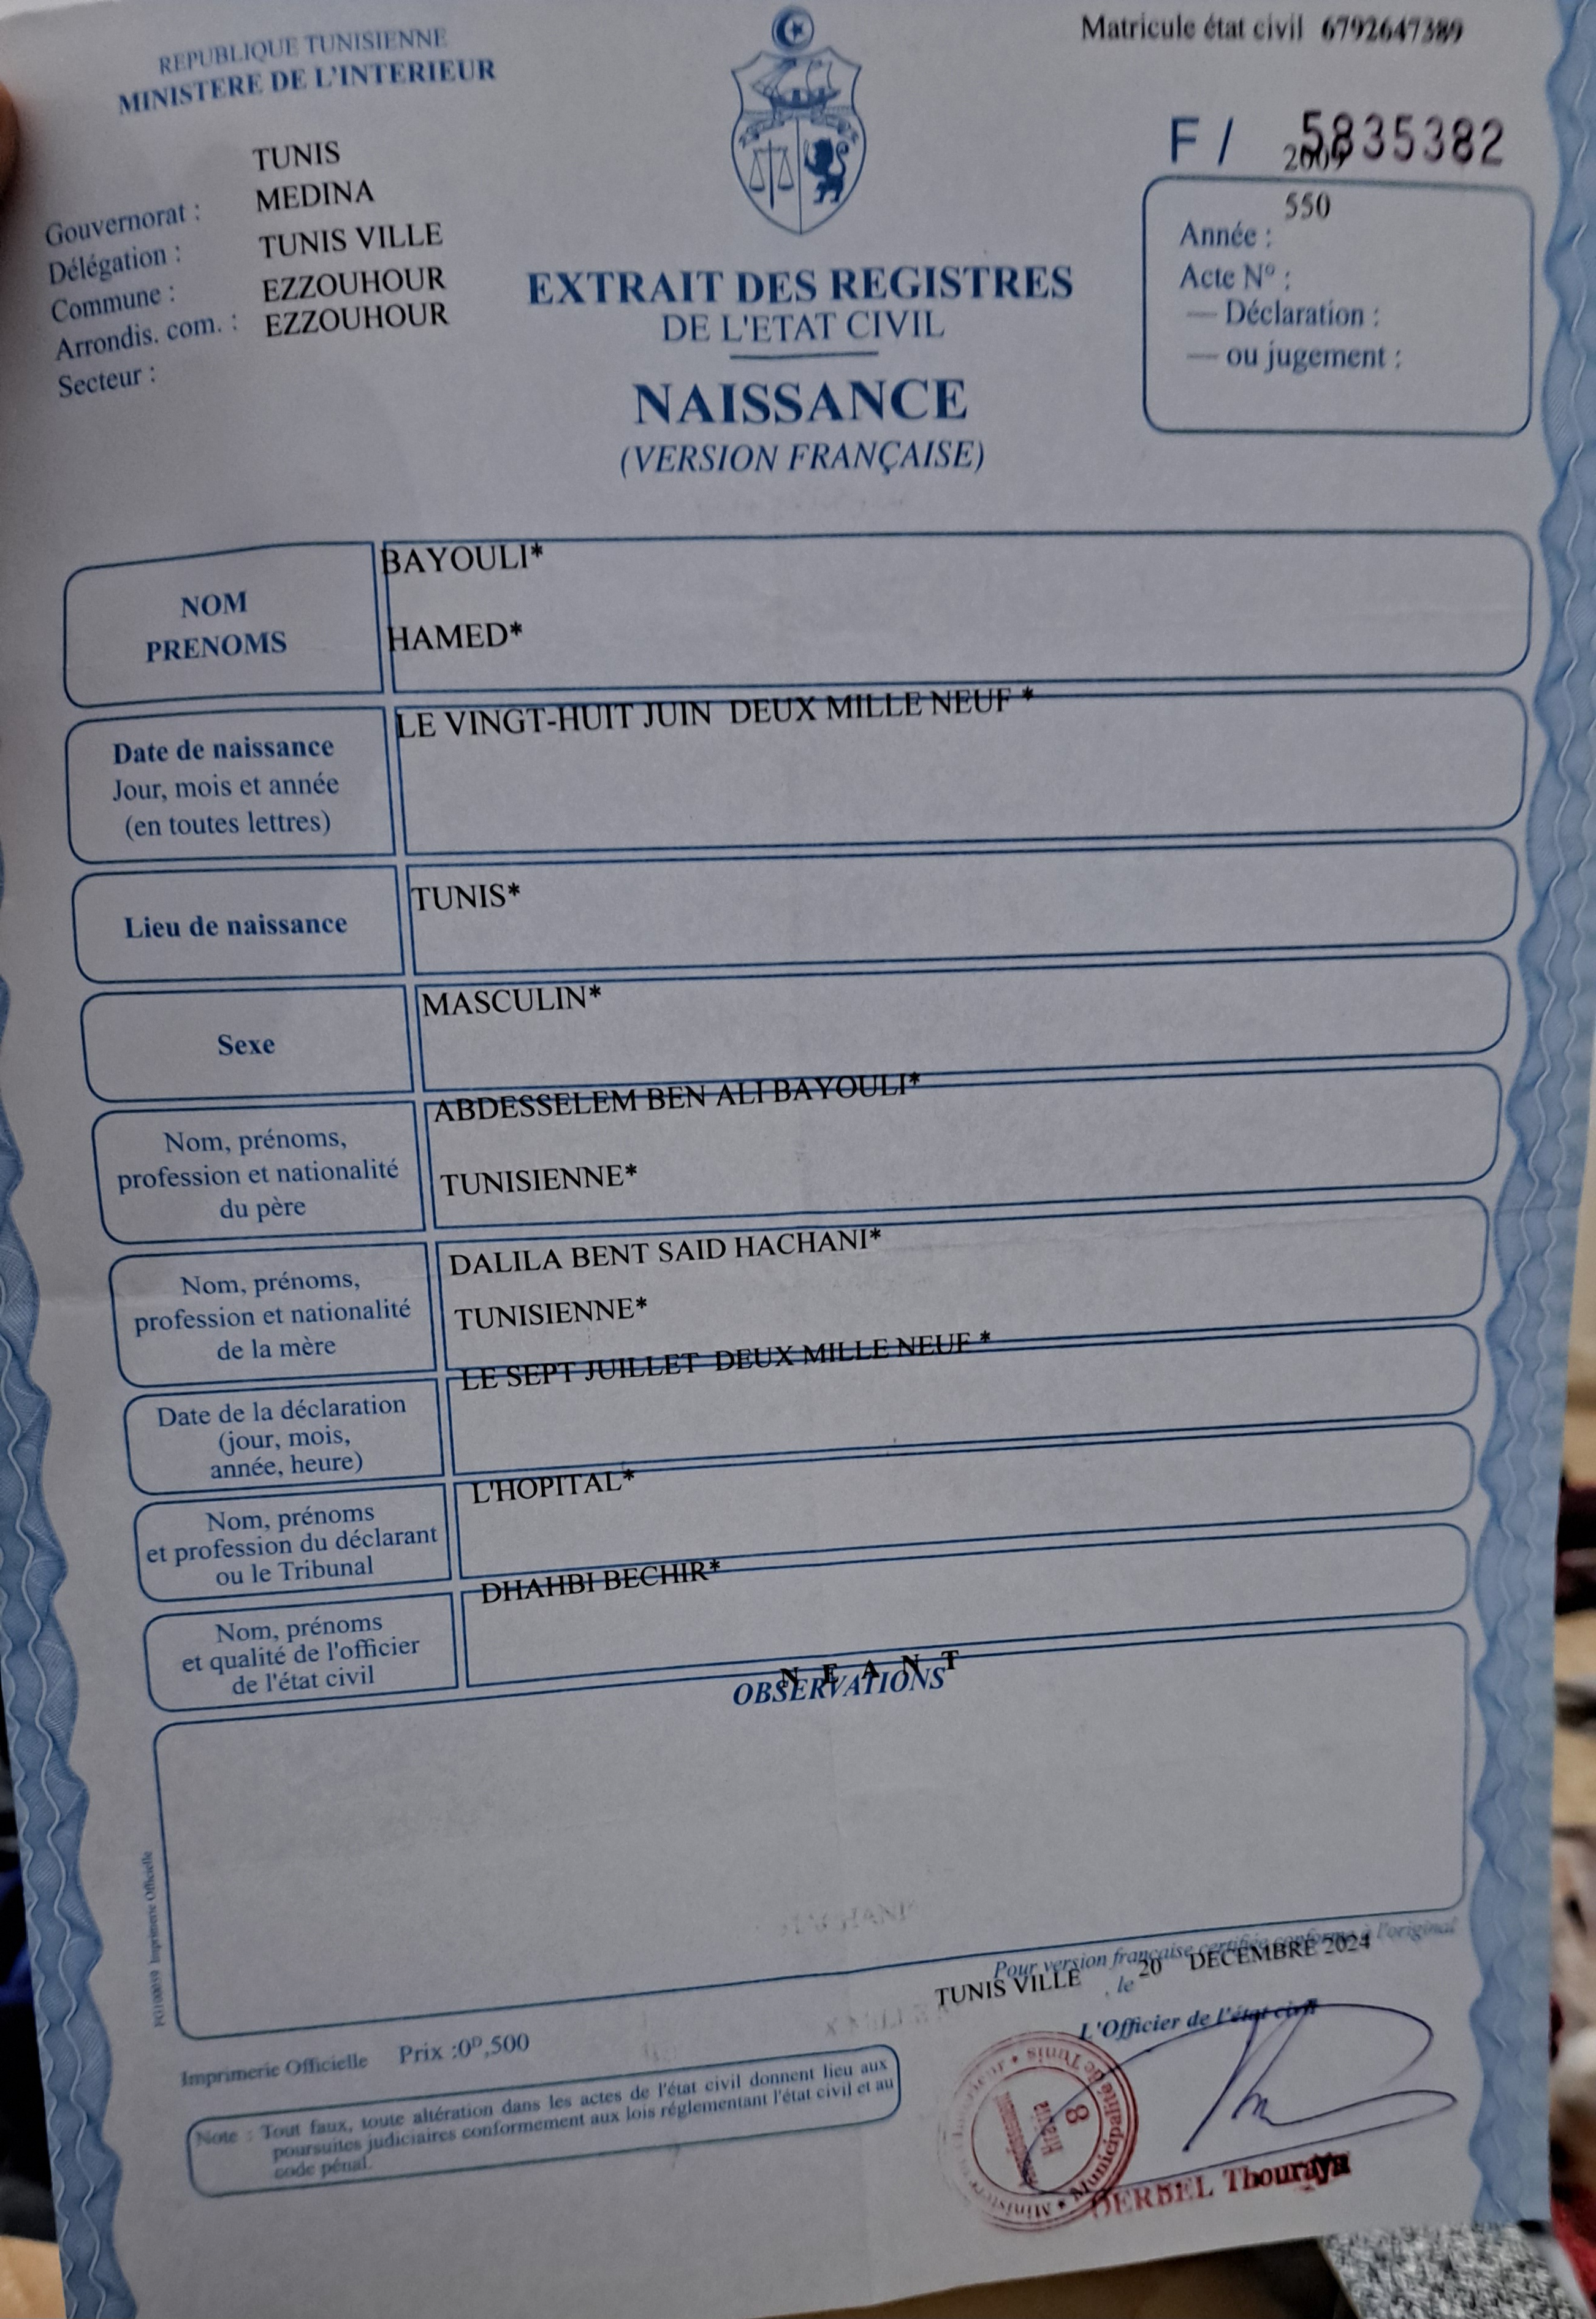 REPUBLIQUE TUNISIENNE
MINISTERE DE L'INTERIEUR
Matricule état civil 6792647389
F / 5835382
TUNIS
MEDINA
TUNIS VILLE
EZZOUHOUR
EZZOUHOUR
Gouvernorat :
Délégation :
Commune :
Arrondis. com. :
Secteur :
2009
550
Année :
Acte Nº :
— Déclaration :
— ou jugement :
EXTRAIT DES REGISTRES
DE L'ETAT CIVIL
NAISSANCE
(VERSION FRANÇAISE)
NOM
PRENOMS
BAYOULI*
HAMED*
Date de naissance
Jour, mois et année
(en toutes lettres)
LE VINGT-HUIT JUIN DEUX MILLE NEUF *
Lieu de naissance
TUNIS*
Sexe
MASCULIN*
Nom, prénoms,
profession et nationalité
du père
ABDESSELEM BEN ALI BAYOULI*
TUNISIENNE*
Nom, prénoms,
profession et nationalité
de la mère
DALILA BENT SAID HACHANI*
TUNISIENNE*
Date de la déclaration
(jour, mois,
année, heure)
LE SEPT JUILLET DEUX MILLE NEUF *
Nom, prénoms
et profession du déclarant
ou le Tribunal
L'HOPITAL*
Nom, prénoms
et qualité de l'officier
de l'état civil
DHAHBI BECHIR*
N E A N T
OBSERVATIONS
Pour version française certifiée conforme à l'original
TUNIS VILLE , le 20 DECEMBRE 2024
L'Officier de l'état civil
Imprimerie Officielle Prix :0ᴰ,500
Note : Tout faux, toute altération dans les actes de l'état civil donnent lieu aux
poursuites judiciaires conformement aux lois réglementant l'état civil et au
code pénal.
Municipalité de Tunis
8
Thouraya